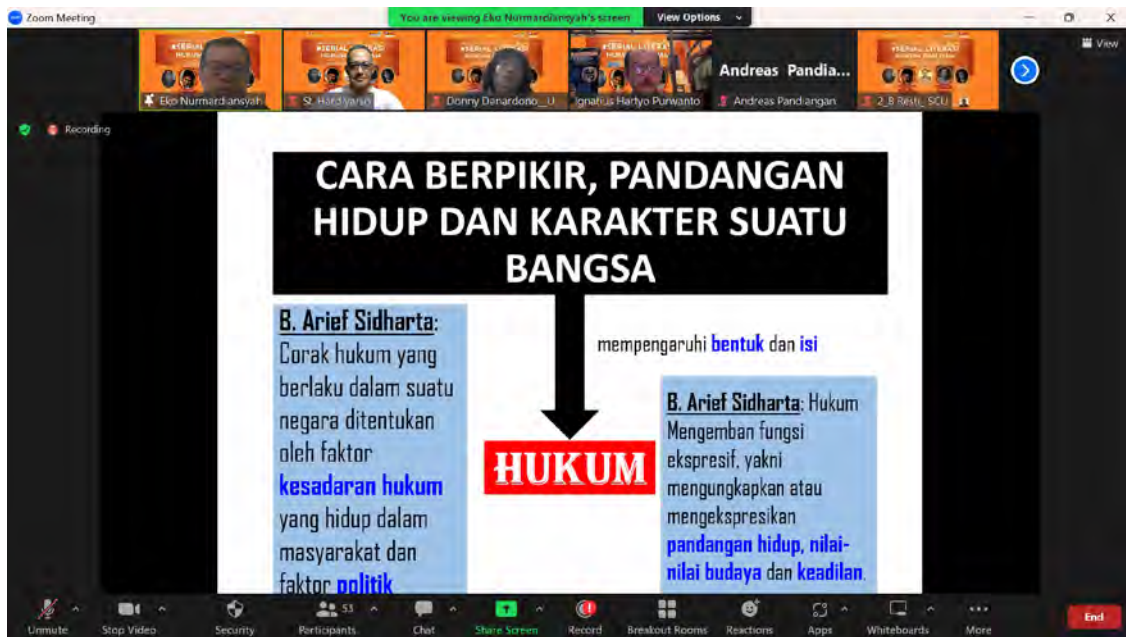 Zoom Meeting
You are viewing Eko Nurmardiansyah's screen
View Options
View
Eko Nurmardiansyah
St. Hardiyarso
Donny Danardono_U
Ignatius Hartyo Purwanto
Andreas Pandia...
Andreas Pandiangan
2_B Resti_ SCU
Recording
CARA BERPIKIR, PANDANGAN
HIDUP DAN KARAKTER SUATU
BANGSA
B. Arief Sidharta:
Corak hukum yang
berlaku dalam suatu
negara ditentukan
oleh faktor
kesadaran hukum
yang hidup dalam
masyarakat dan
faktor politik
mempengaruhi bentuk dan isi
HUKUM
B. Arief Sidharta: Hukum
Mengemban fungsi
ekspresif, yakni
mengungkapkan atau
mengekspresikan
pandangan hidup, nilai-
nilai budaya dan keadilan.
Unmute
Stop Video
Security
53
Participants
Chat
Share Screen
Record
Breakout Rooms
Reactions
Apps
Whiteboards
More
End